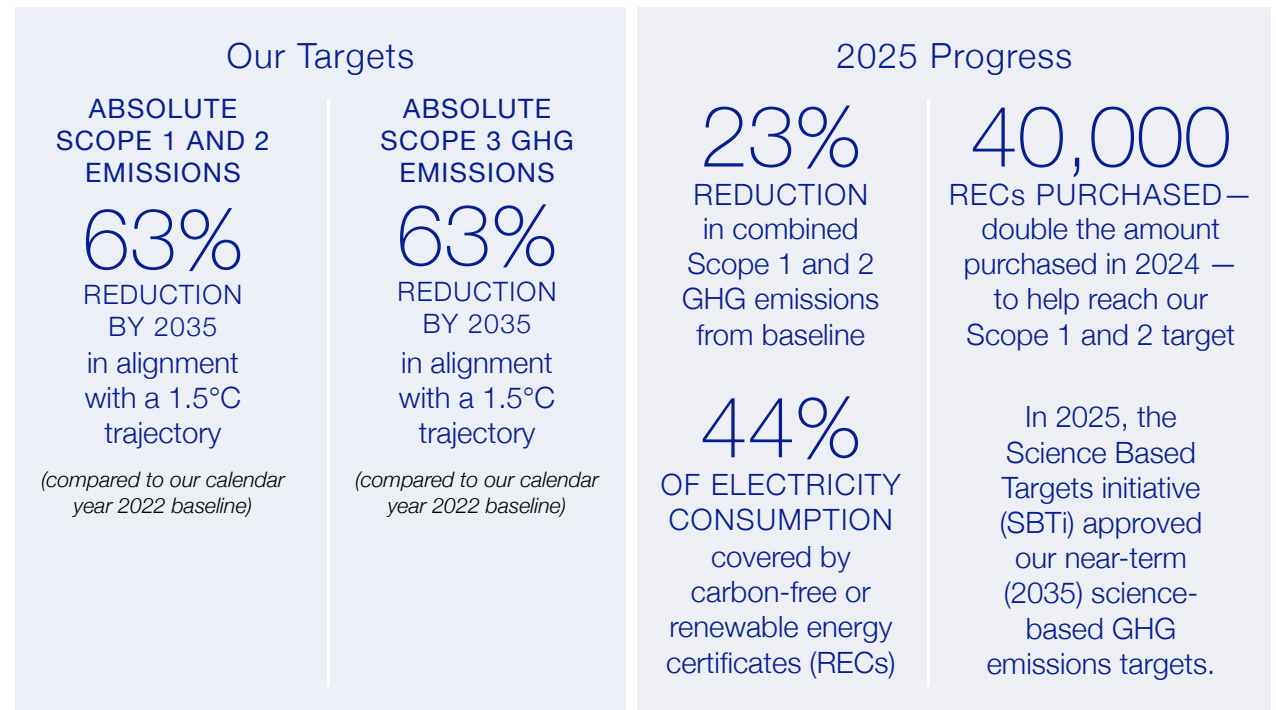 Our Targets
ABSOLUTE
SCOPE 1 AND 2
EMISSIONS
63%
REDUCTION
BY 2035
in alignment
with a 1.5°C
trajectory
(compared to our calendar
year 2022 baseline)
ABSOLUTE
SCOPE 3 GHG
EMISSIONS
63%
REDUCTION
BY 2035
in alignment
with a 1.5°C
trajectory
(compared to our calendar
year 2022 baseline)
2025 Progress
23%
REDUCTION
in combined
Scope 1 and 2
GHG emissions
from baseline
40,000
RECs PURCHASED—
double the amount
purchased in 2024 —
to help reach our
Scope 1 and 2 target
44%
OF ELECTRICITY
CONSUMPTION
covered by
carbon-free or
renewable energy
certificates (RECs)
In 2025, the
Science Based
Targets initiative
(SBTi) approved
our near-term
(2035) science-
based GHG
emissions targets.